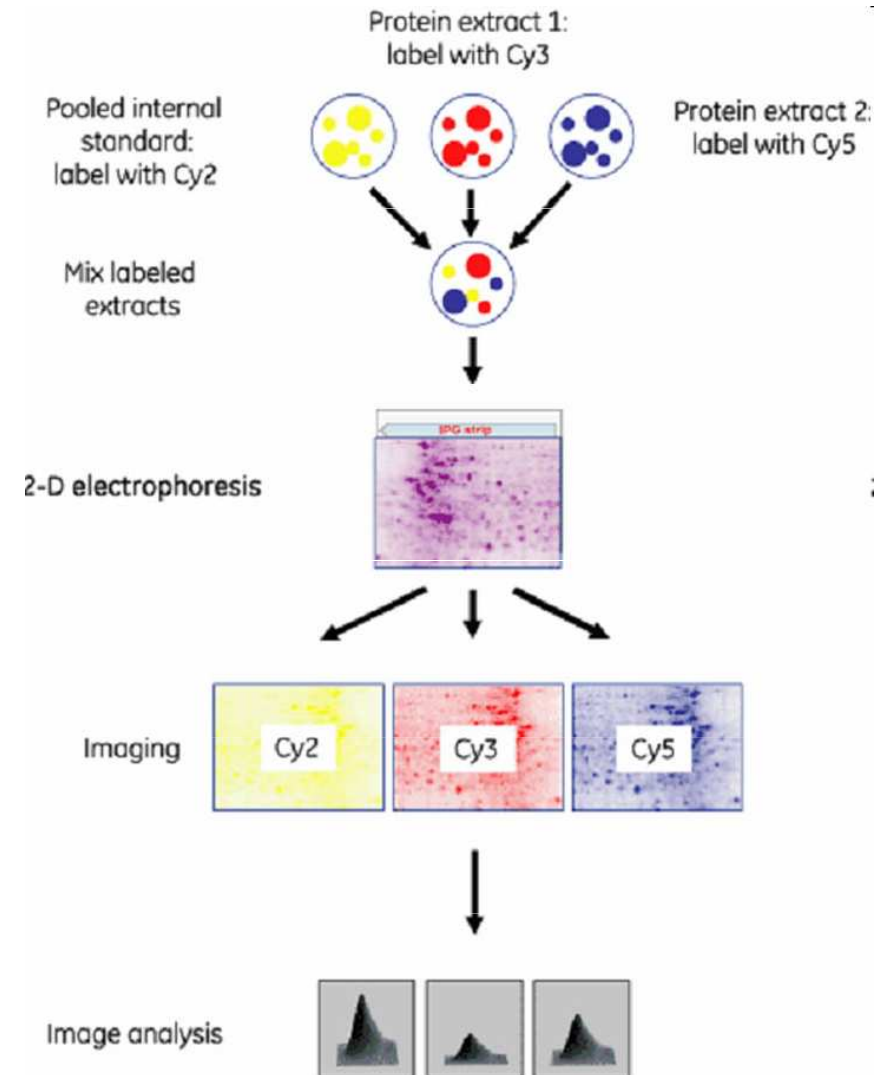 Protein extract 1:
label with Cy3
Pooled internal
standard:
label with Cy2
Protein extract 2:
label with Cy5
Mix labeled
extracts
IPG strip
2-D electrophoresis
Imaging
Cy2
Cy3
Cy5
Image analysis